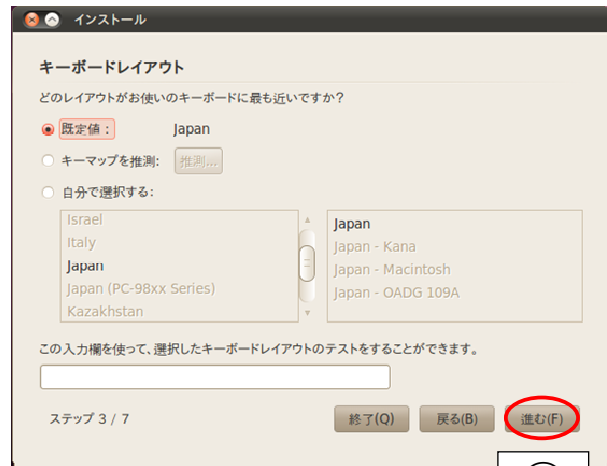 インストール
キーボードレイアウト
どのレイアウトがお使いのキーボードに最も近いですか?
既定値： Japan
キーマップを推測: 推測...
自分で選択する:
Israel
Italy
Japan
Japan (PC-98xx Series)
Kazakhstan
Japan
Japan - Kana
Japan - Macintosh
Japan - OADG 109A
この入力欄を使って、選択したキーボードレイアウトのテストをすることができます。
ステップ 3 / 7 終了(Q) 戻る(B) 進む(F)